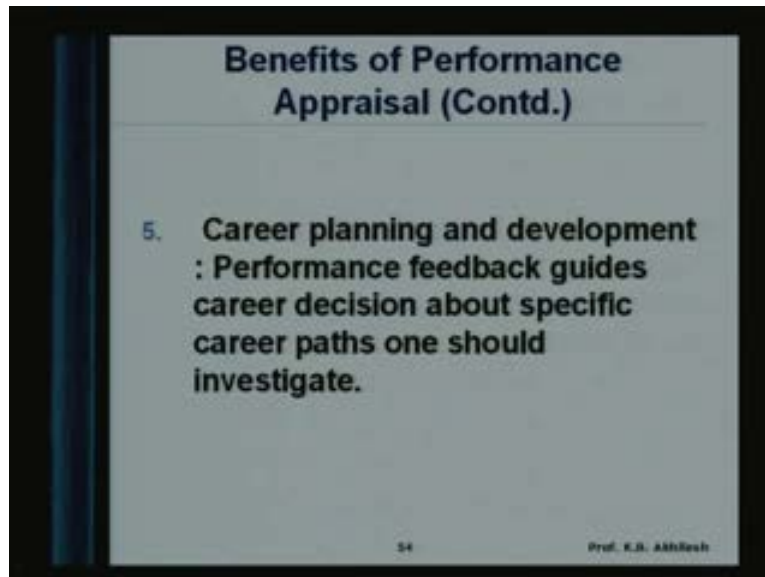 Benefits of Performance
Appraisal (Contd.)
5. Career planning and development
: Performance feedback guides
career decision about specific
career paths one should
investigate.
54 Prof. K.B. Akhilesh